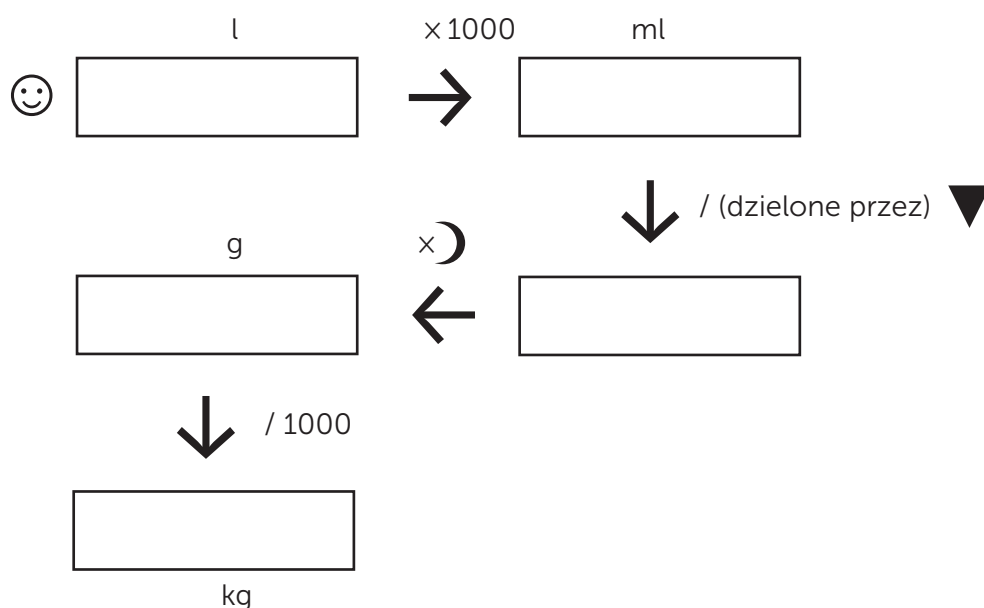 l ×1000 ml
/ (dzielone przez)
g ×
/ 1000
kg